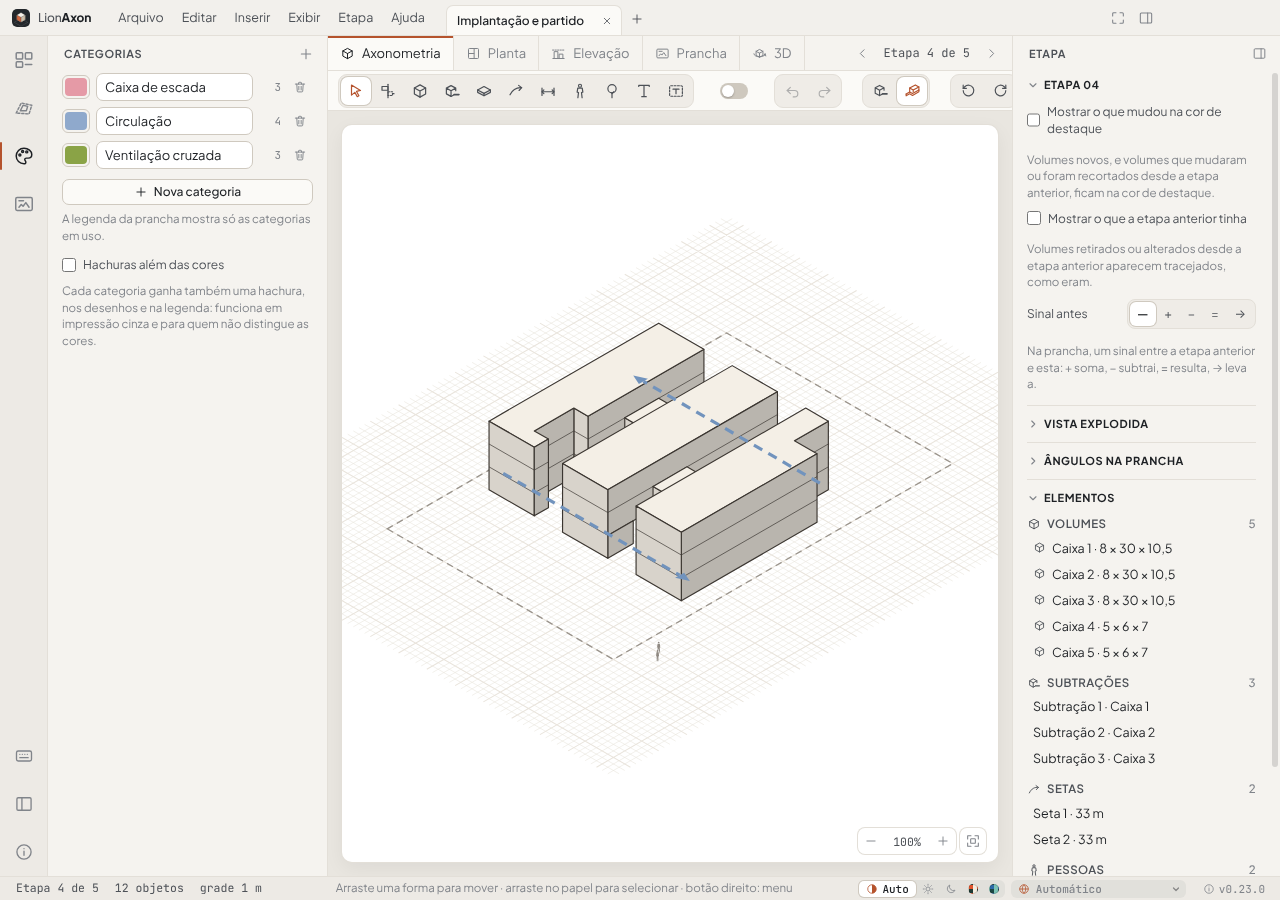 LionAxon
Arquivo Editar Inserir Exibir Etapa Ajuda
Implantação e partido × +
CATEGORIAS +
Caixa de escada 3
Circulação 4
Ventilação cruzada 3
+ Nova categoria
A legenda da prancha mostra só as categorias
em uso.
Hachuras além das cores
Cada categoria ganha também uma hachura,
nos desenhos e na legenda: funciona em
impressão cinza e para quem não distingue as
cores.
Axonometria Planta Elevação Prancha 3D Etapa 4 de 5
− 100% +
ETAPA
ETAPA 04
Mostrar o que mudou na cor de
destaque
Volumes novos, e volumes que mudaram
ou foram recortados desde a etapa
anterior, ficam na cor de destaque.
Mostrar o que a etapa anterior tinha
Volumes retirados ou alterados desde a
etapa anterior aparecem tracejados,
como eram.
Sinal antes — + − = →
Na prancha, um sinal entre a etapa anterior
e esta: + soma, − subtrai, = resulta, → leva
a.
VISTA EXPLODIDA
ÂNGULOS NA PRANCHA
ELEMENTOS
VOLUMES 5
Caixa 1 · 8 × 30 × 10,5
Caixa 2 · 8 × 30 × 10,5
Caixa 3 · 8 × 30 × 10,5
Caixa 4 · 5 × 6 × 7
Caixa 5 · 5 × 6 × 7
SUBTRAÇÕES 3
Subtração 1 · Caixa 1
Subtração 2 · Caixa 2
Subtração 3 · Caixa 3
SETAS 2
Seta 1 · 33 m
Seta 2 · 33 m
PESSOAS 2
Etapa 4 de 5 12 objetos grade 1 m
Arraste uma forma para mover · arraste no papel para selecionar · botão direito: menu
Auto
Automático
v0.23.0